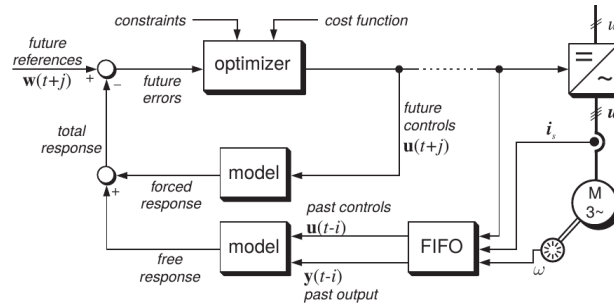 constraints
cost function
future
references
w(t+j)
+
−
future
errors
optimizer
=
~
u
u
total
response
future
controls
u(t+j)
i_s
model
forced
response
+
M
3~
past controls
u(t-i)
model
FIFO
free
response
y(t-i)
past output
ω